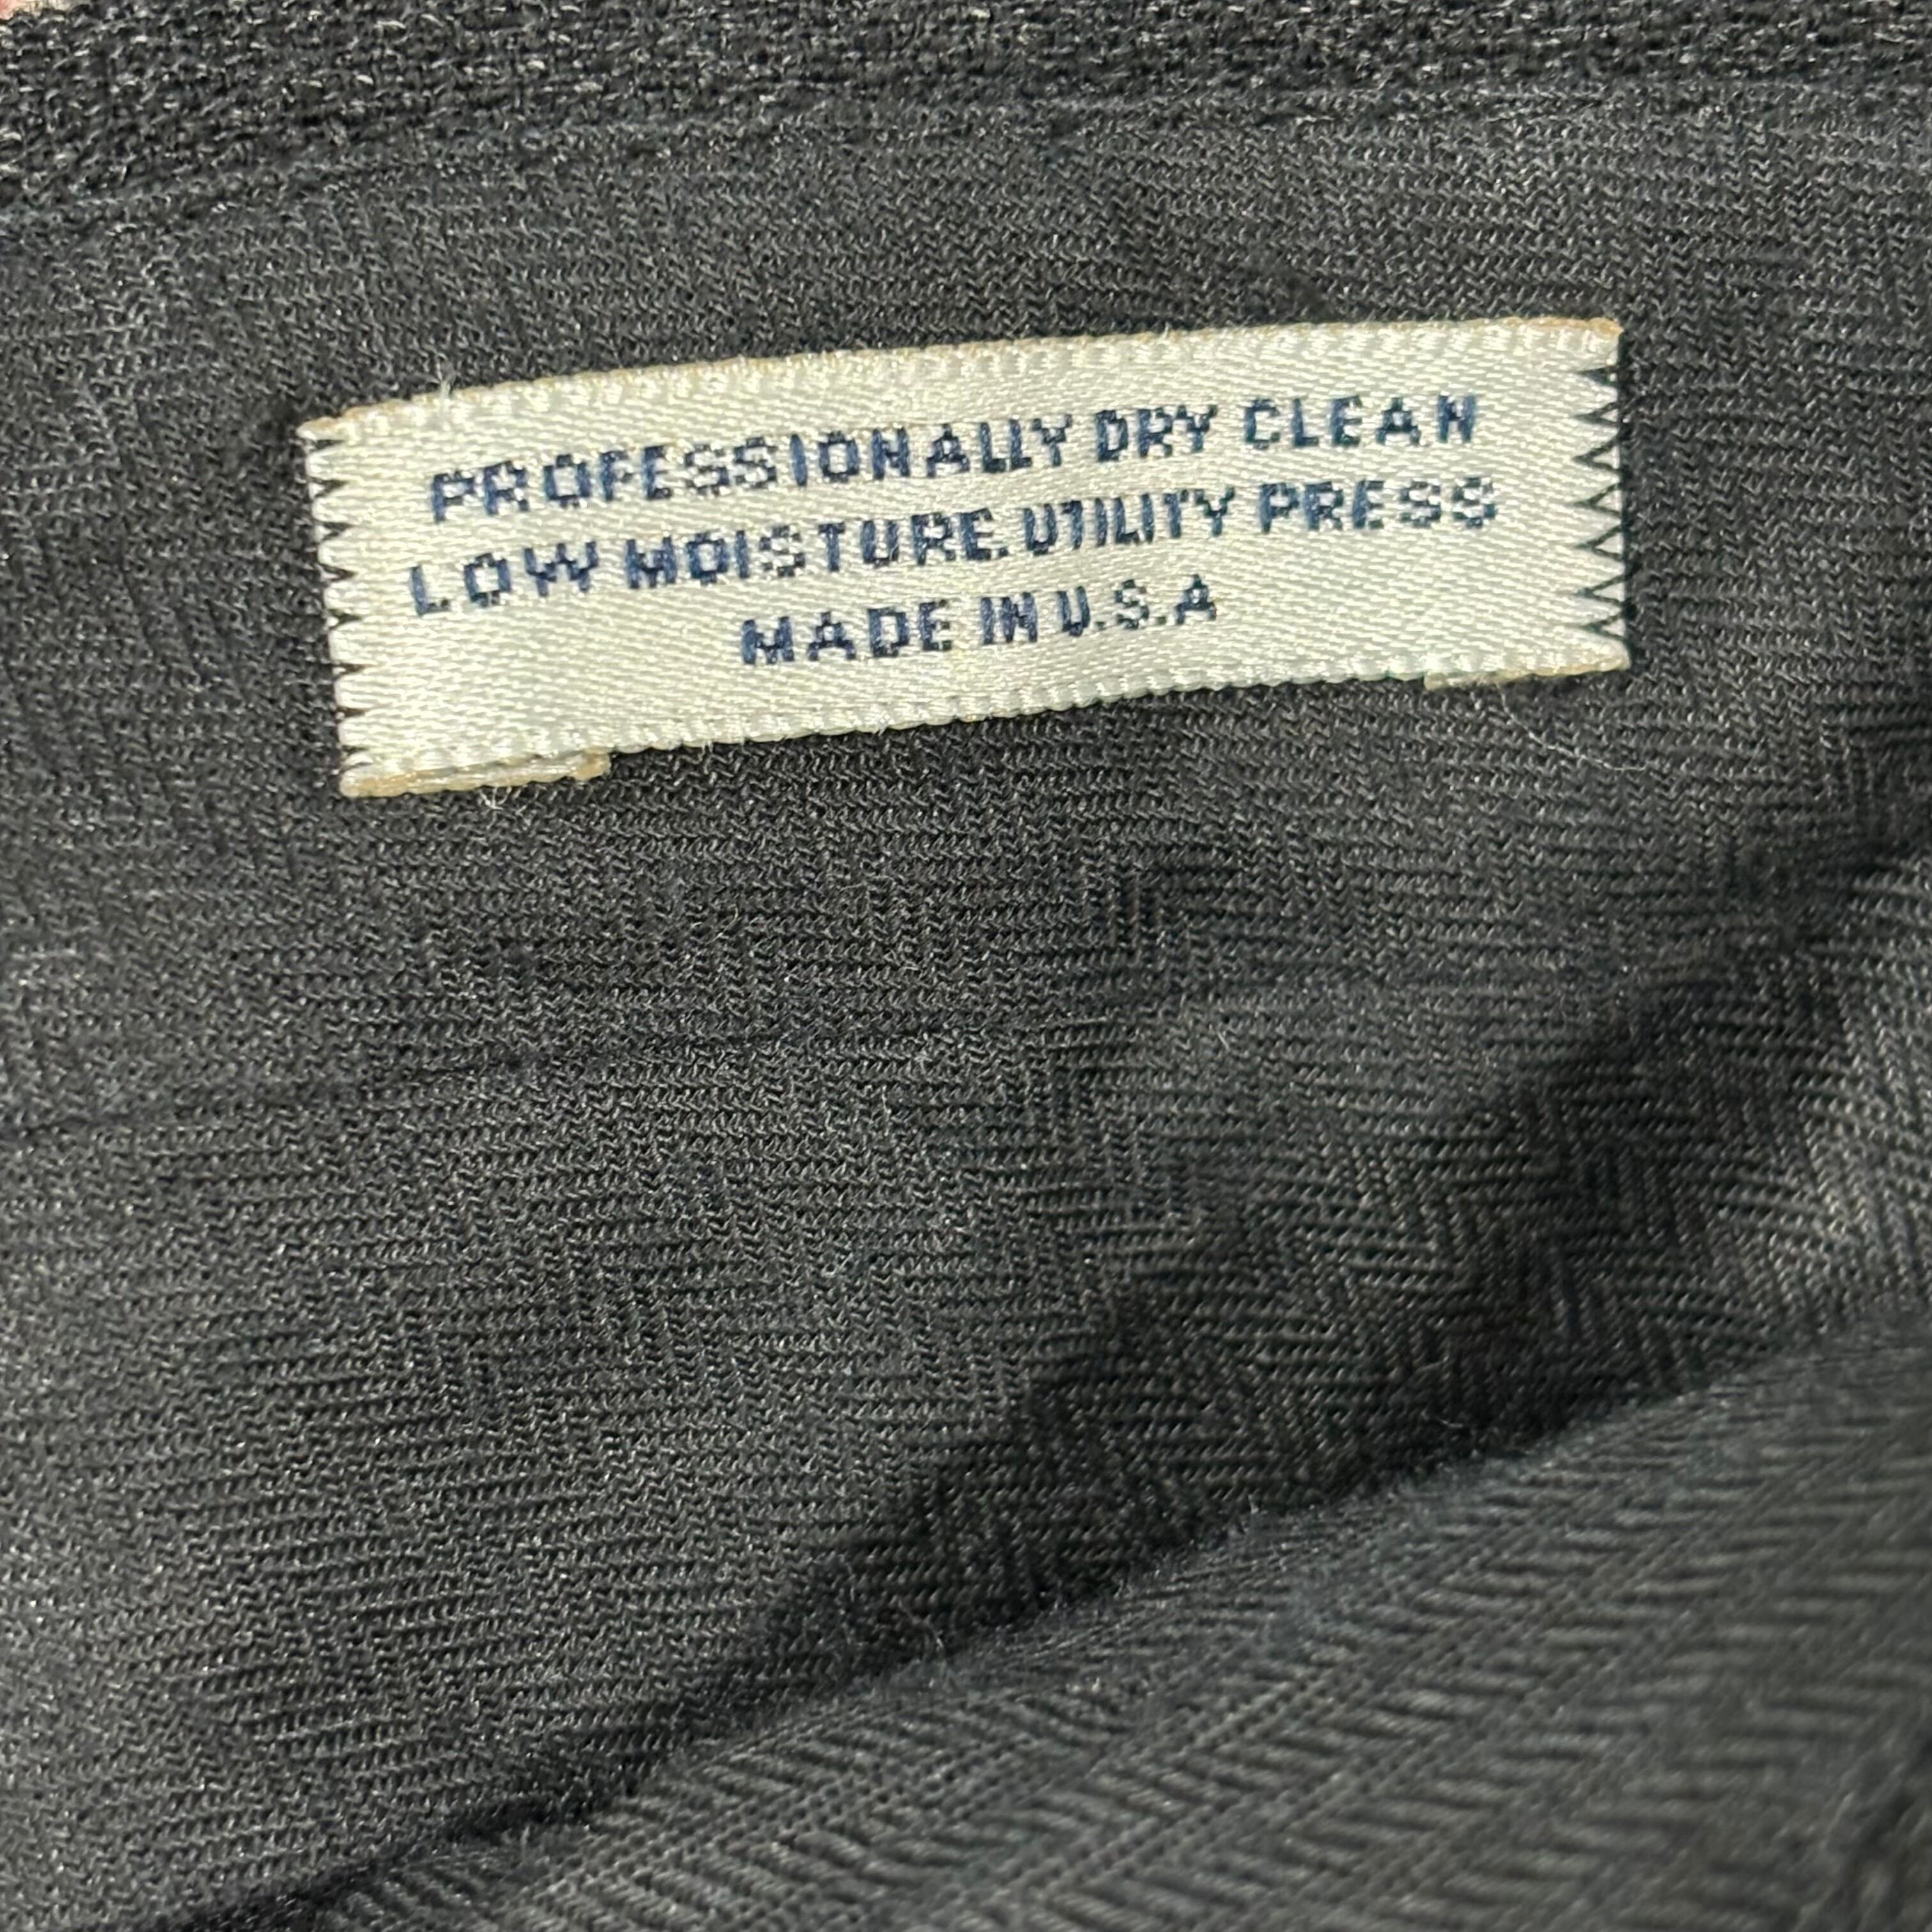 PROFESSIONALLY DRY CLEAN
LOW MOISTURE. UTILITY PRESS
MADE IN U.S.A